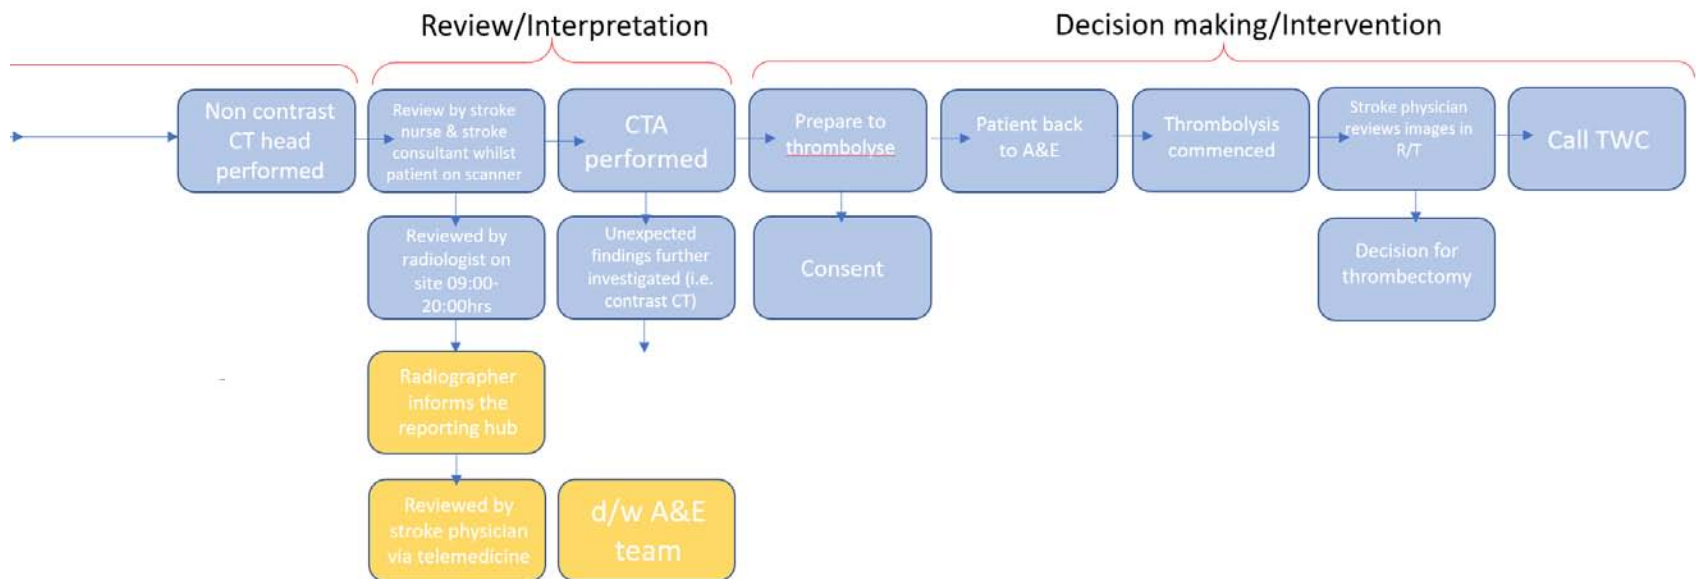 Review/Interpretation
Decision making/Intervention
Non contrast
CT head
performed
Review by stroke
nurse & stroke
consultant whilst
patient on scanner
CTA
performed
Prepare to
thrombolyse
Patient back
to A&E
Thrombolysis
commenced
Stroke physician
reviews images in
R/T
Call TWC
Reviewed by
radiologist on
site 09:00-
20:00hrs
Unexpected
findings further
investigated (i.e.
contrast CT)
Consent
Decision for
thrombectomy
Radiographer
informs the
reporting hub
Reviewed by
stroke physician
via telemedicine
d/w A&E
team